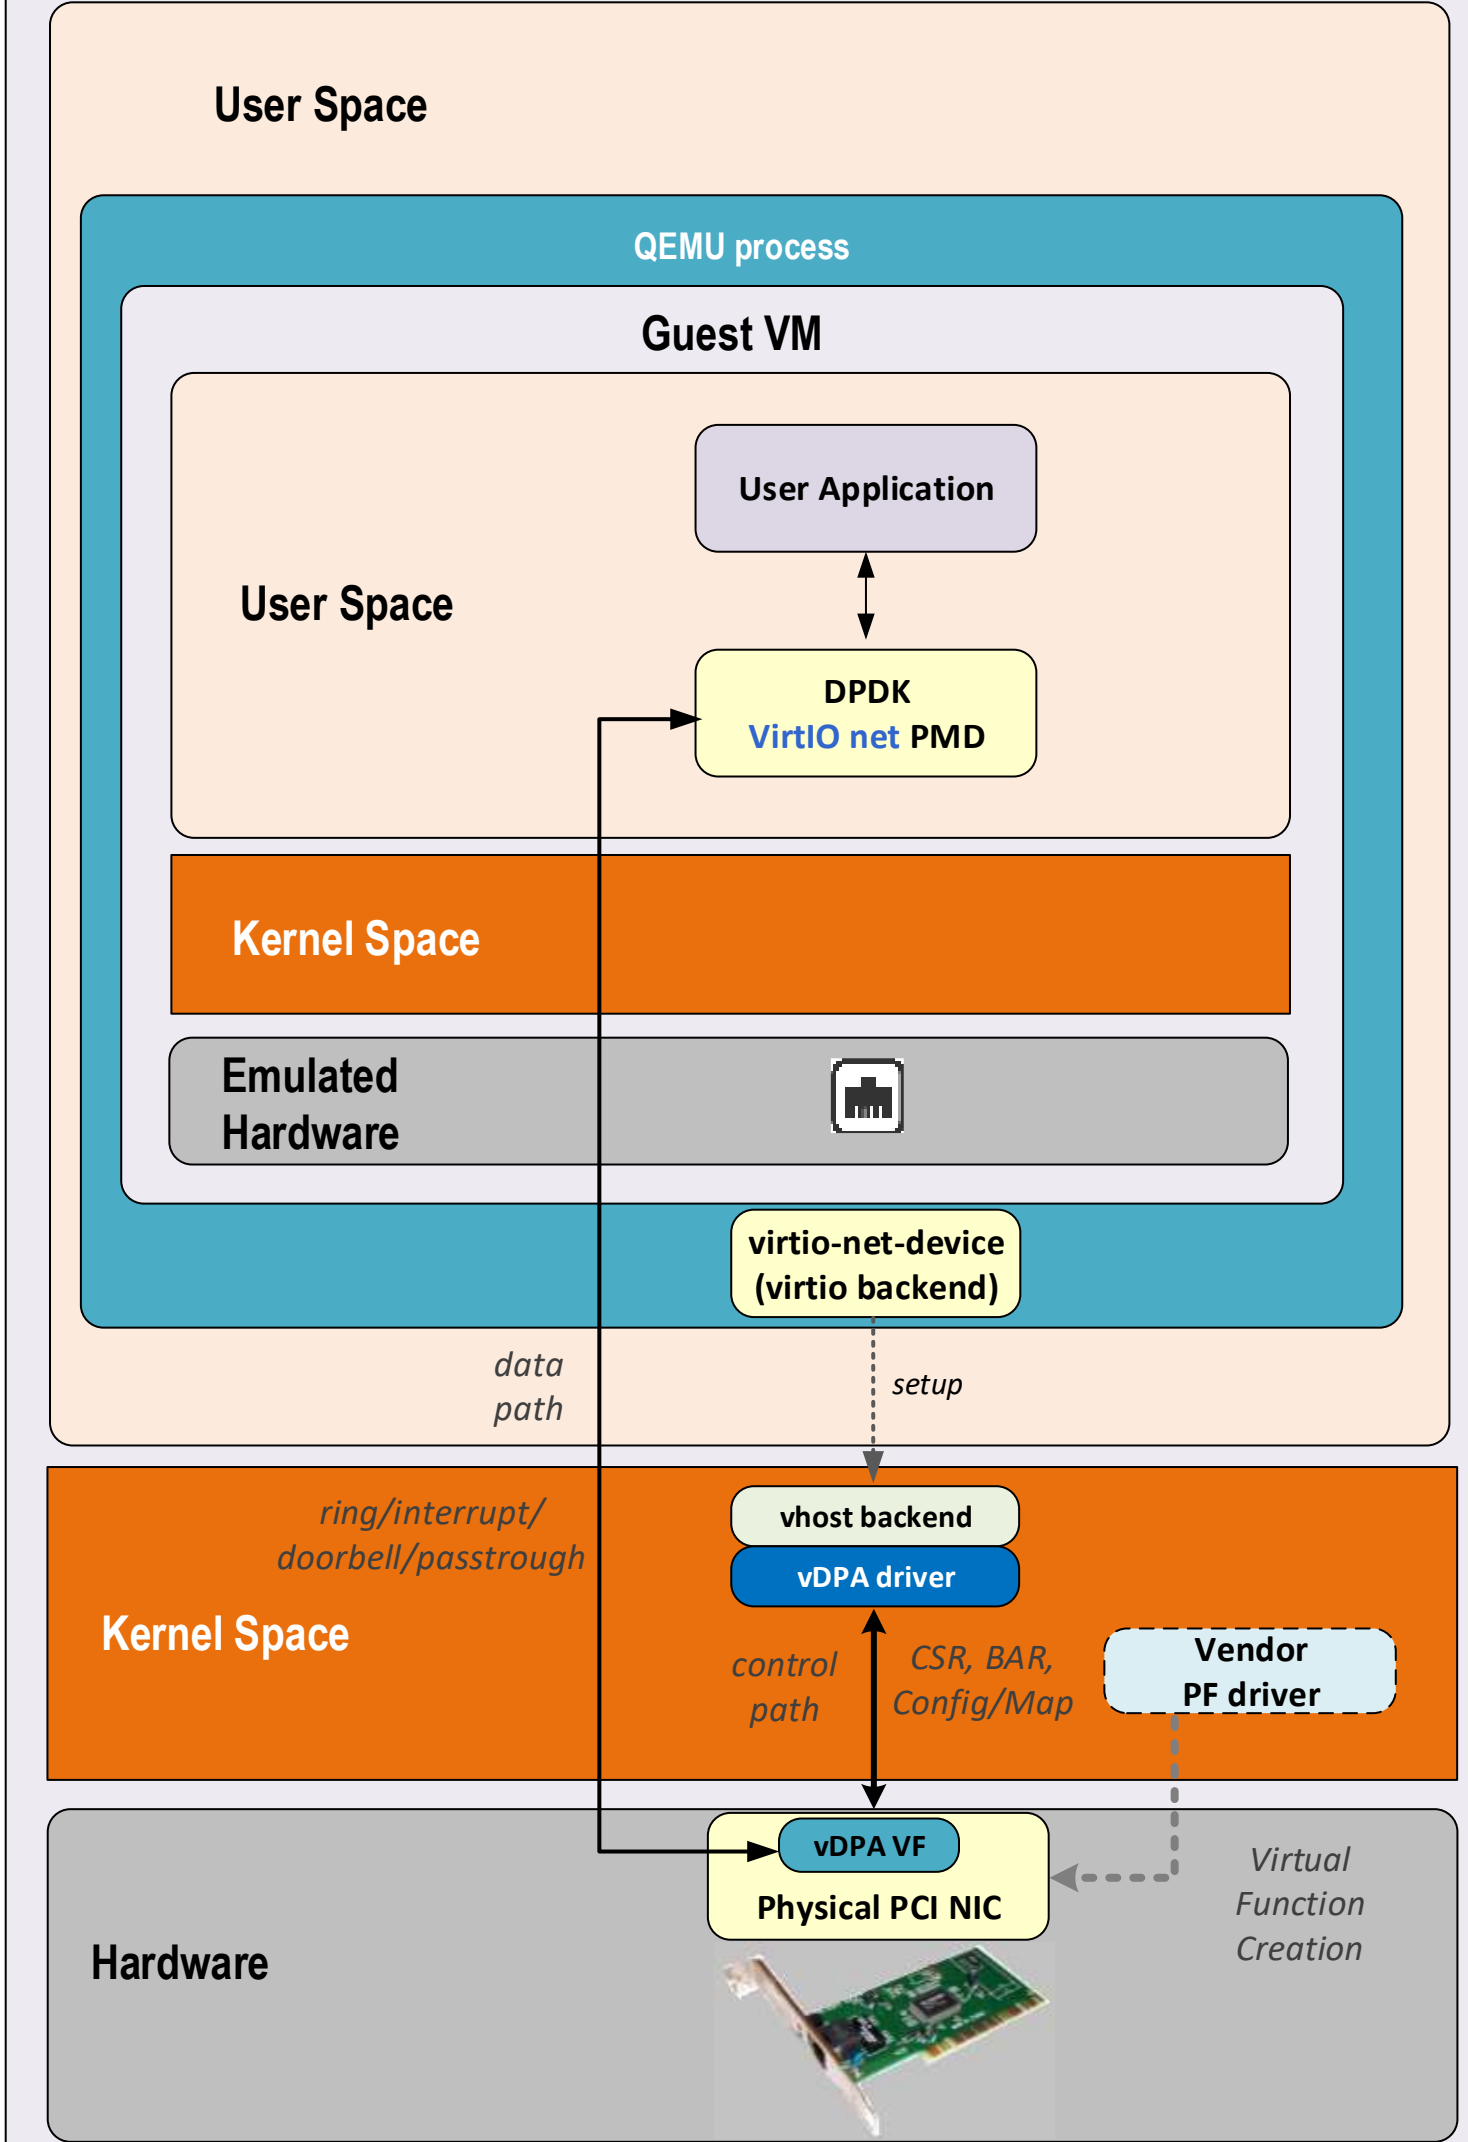 User Space
QEMU process
Guest VM
User Application
User Space
DPDK
VirtIO net PMD
Kernel Space
Emulated
Hardware
virtio-net-device
(virtio backend)
data
path
setup
ring/interrupt/
doorbell/passtrough
vhost backend
vDPA driver
Kernel Space
control
path
CSR, BAR,
Config/Map
Vendor
PF driver
vDPA VF
Physical PCI NIC
Virtual
Function
Creation
Hardware